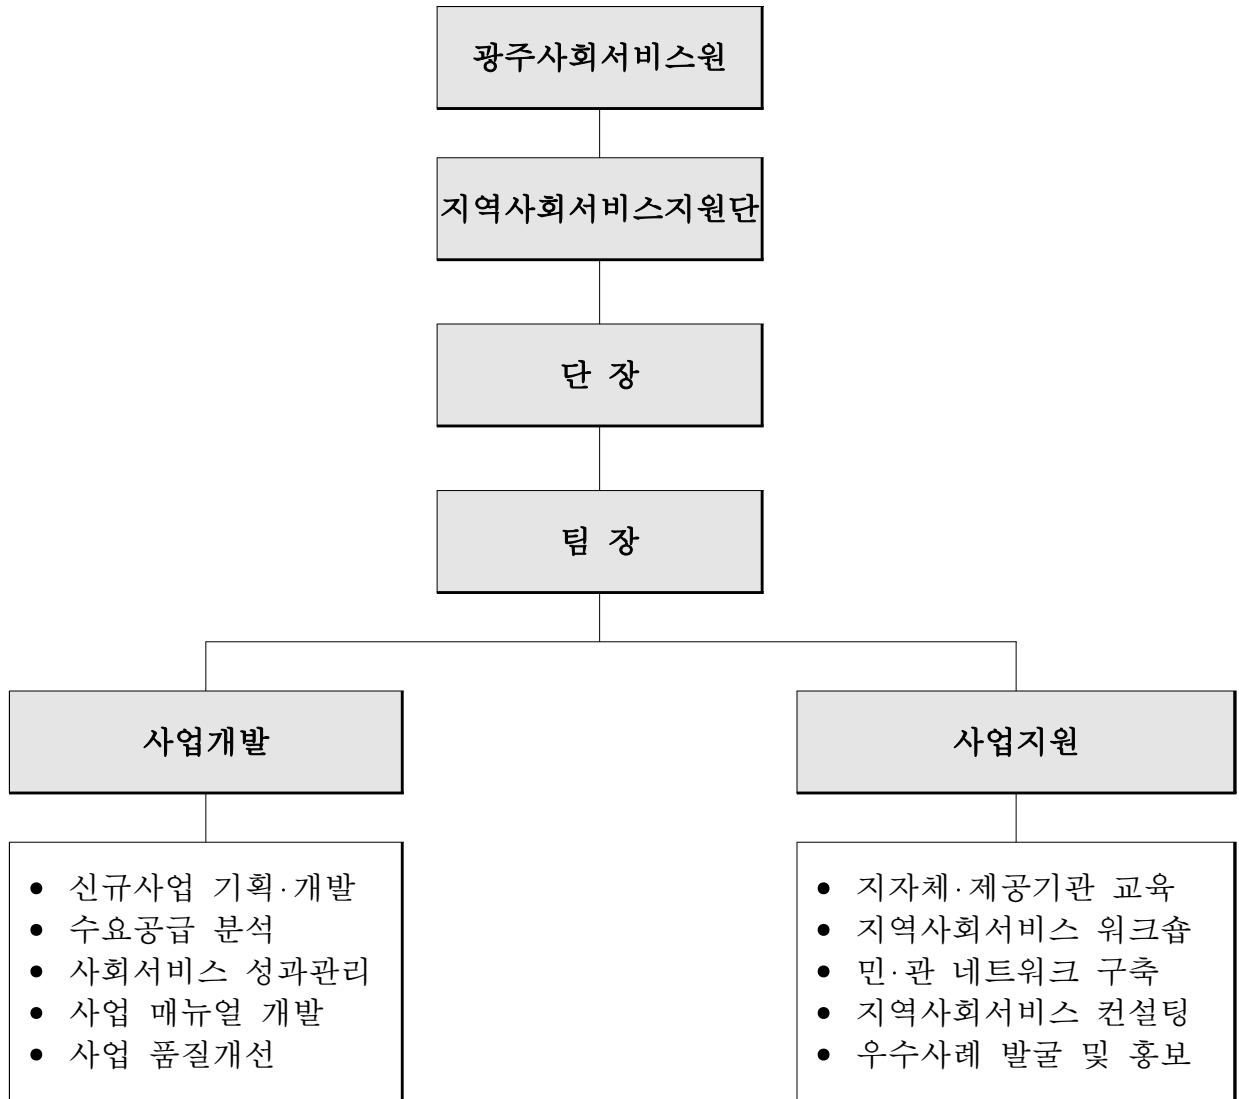 광주사회서비스원
지역사회서비스지원단
단 장
팀 장
사업개발
• 신규사업 기획·개발
• 수요공급 분석
• 사회서비스 성과관리
• 사업 매뉴얼 개발
• 사업 품질개선
사업지원
• 지자체·제공기관 교육
• 지역사회서비스 워크숍
• 민·관 네트워크 구축
• 지역사회서비스 컨설팅
• 우수사례 발굴 및 홍보